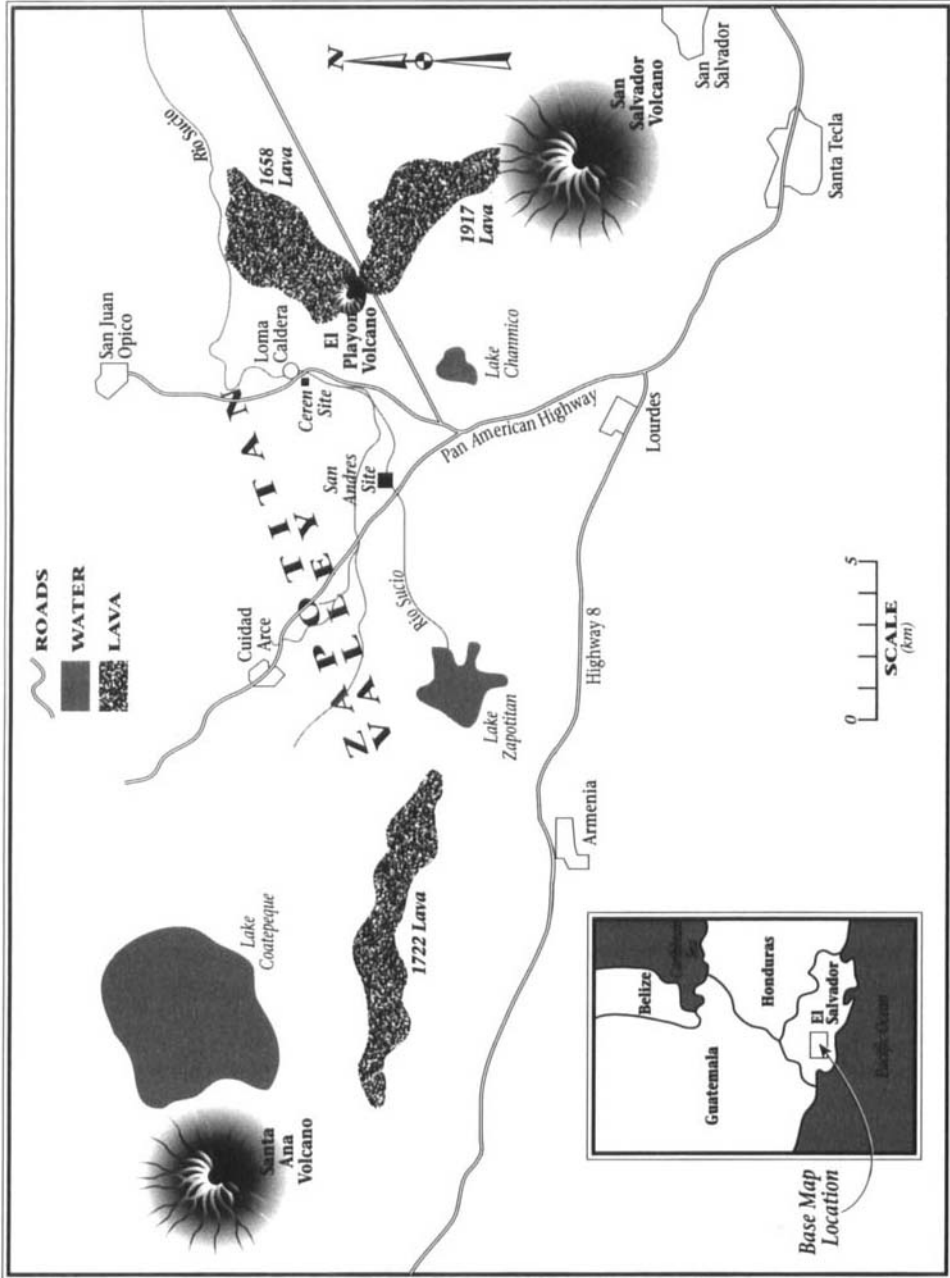 ROADS
WATER
LAVA
N
San Juan
Opico
Rio Sucio
1658
Lava
Loma
Caldera
Ceren
Site
El
Playon
Volcano
1917
Lava
San
Salvador
Volcano
San
Salvador
Santa Tecla
Lake
Chanmico
San
Andres
Site
Pan American Highway
Lourdes
Cuidad
Arce
ZAPOTITAN
VALLEY
Rio Sucio
Lake
Zapotitan
Highway 8
Armenia
Lake
Coatepeque
1722 Lava
Santa
Ana
Volcano
0 5
SCALE
(km)
Belize
Caribbean
Sea
Guatemala
Honduras
El
Salvador
Pacific Ocean
Base Map
Location